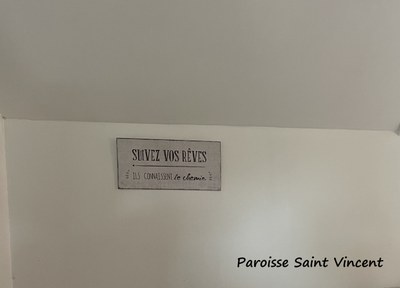 SUIVEZ VOS RÊVES
ILS CONNAISSENT le chemin
Paroisse Saint Vincent